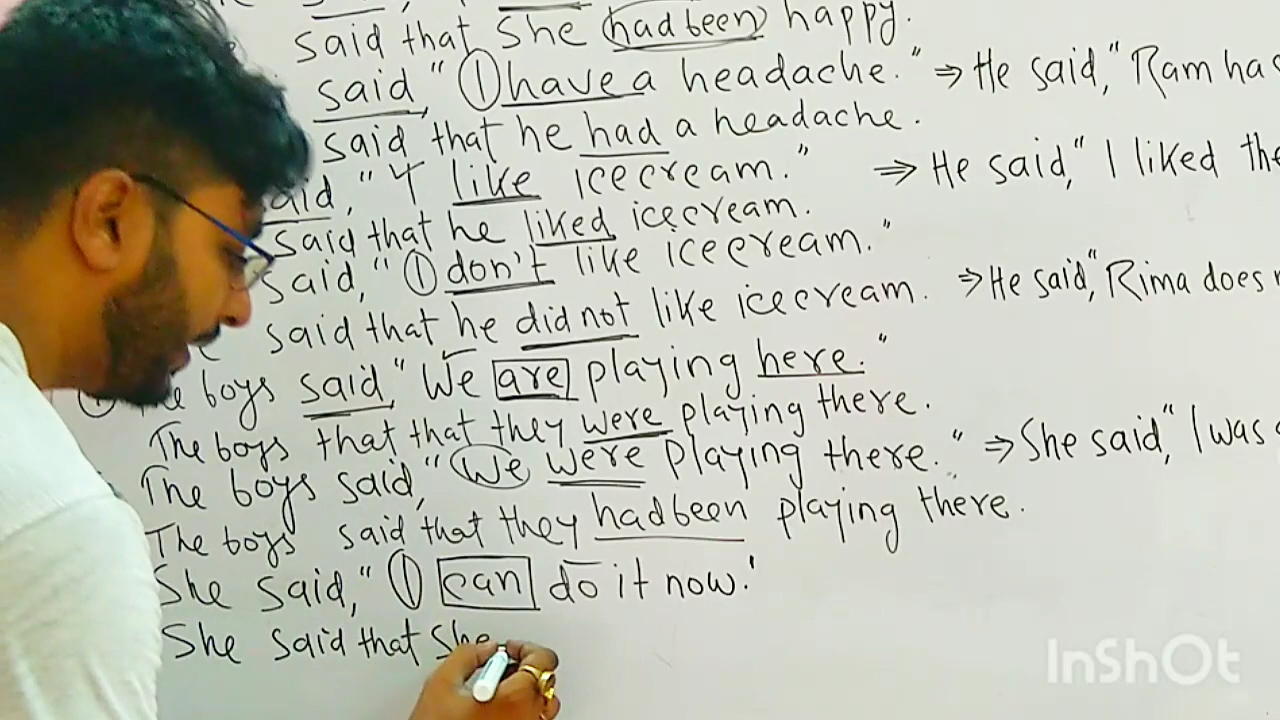 said that she had been happy.
said," I have a headache." ⇒ He said," Ram has
said that he had a headache.
said, " I like icecream." ⇒ He said," I liked the
said that he liked icecream.
said, " I don't like icecream."
said that he did not like icecream. ⇒ He said," Rima does
The boys said," We are playing here."
The boys that that they were playing there.
The boys said, " We were playing there." ⇒ She said," I was
The boys said that they had been playing there.
She said," I can do it now.'
She said that she
InShOt